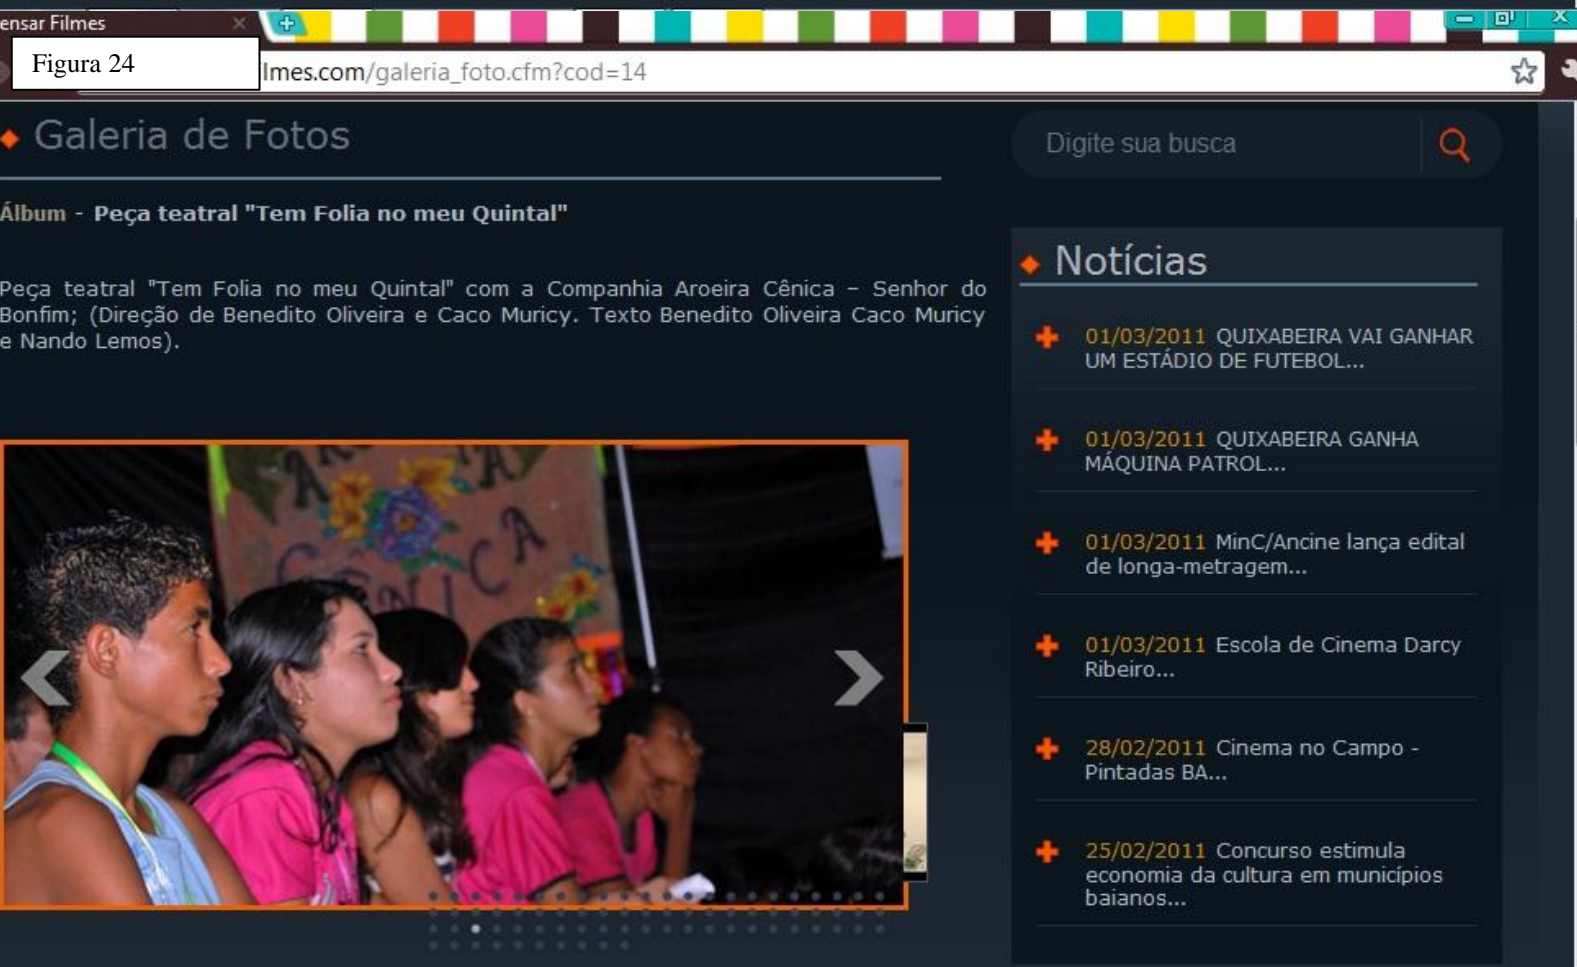 ensar Filmes
Figura 24
lmes.com/galeria_foto.cfm?cod=14
Galeria de Fotos
Digite sua busca
Álbum - Peça teatral "Tem Folia no meu Quintal"
Peça teatral "Tem Folia no meu Quintal" com a Companhia Aroeira Cênica – Senhor do
Bonfim; (Direção de Benedito Oliveira e Caco Muricy. Texto Benedito Oliveira Caco Muricy
e Nando Lemos).
CÊNICA
Notícias
01/03/2011 QUIXABEIRA VAI GANHAR
UM ESTÁDIO DE FUTEBOL...
01/03/2011 QUIXABEIRA GANHA
MÁQUINA PATROL...
01/03/2011 MinC/Ancine lança edital
de longa-metragem...
01/03/2011 Escola de Cinema Darcy
Ribeiro...
28/02/2011 Cinema no Campo -
Pintadas BA...
25/02/2011 Concurso estimula
economia da cultura em municípios
baianos...